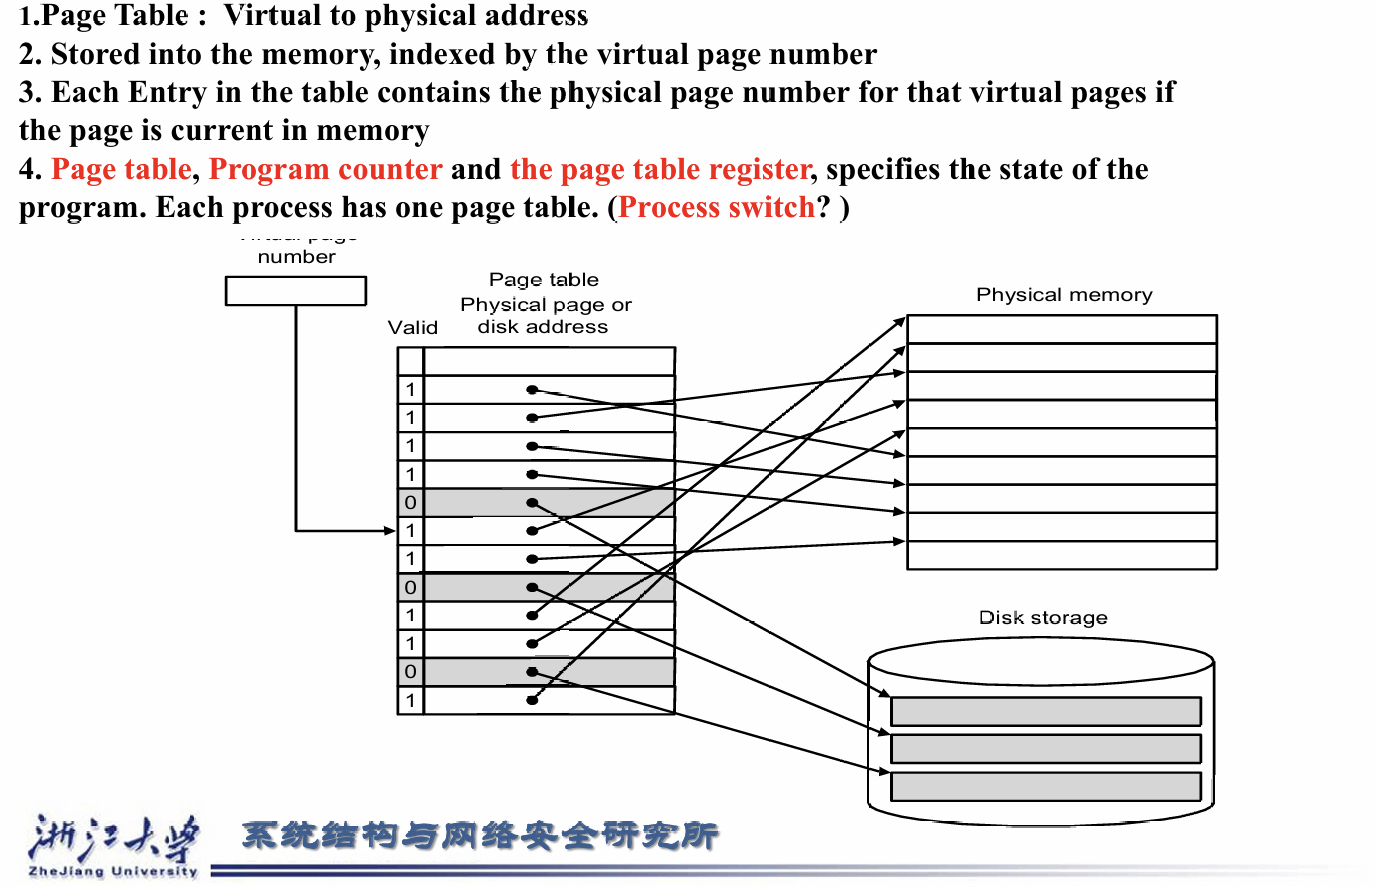 1.Page Table :  Virtual to physical address
2. Stored into the memory, indexed by the virtual page number
3. Each Entry in the table contains the physical page number for that virtual pages if
the page is current in memory
4. Page table, Program counter and the page table register, specifies the state of the
program. Each process has one page table. (Process switch? )
number
Page table
Physical page or
disk address
Valid
Physical memory
1
1
1
1
0
1
1
0
1
1
0
1
Disk storage
浙江大学
ZheJiang University
系统结构与网络安全研究所